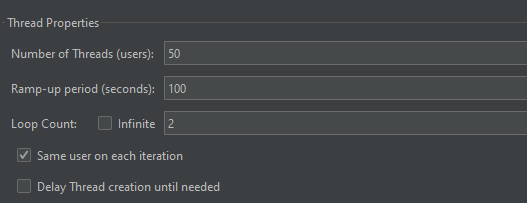 Thread Properties
Number of Threads (users): 50
Ramp-up period (seconds): 100
Loop Count: Infinite 2
Same user on each iteration
Delay Thread creation until needed